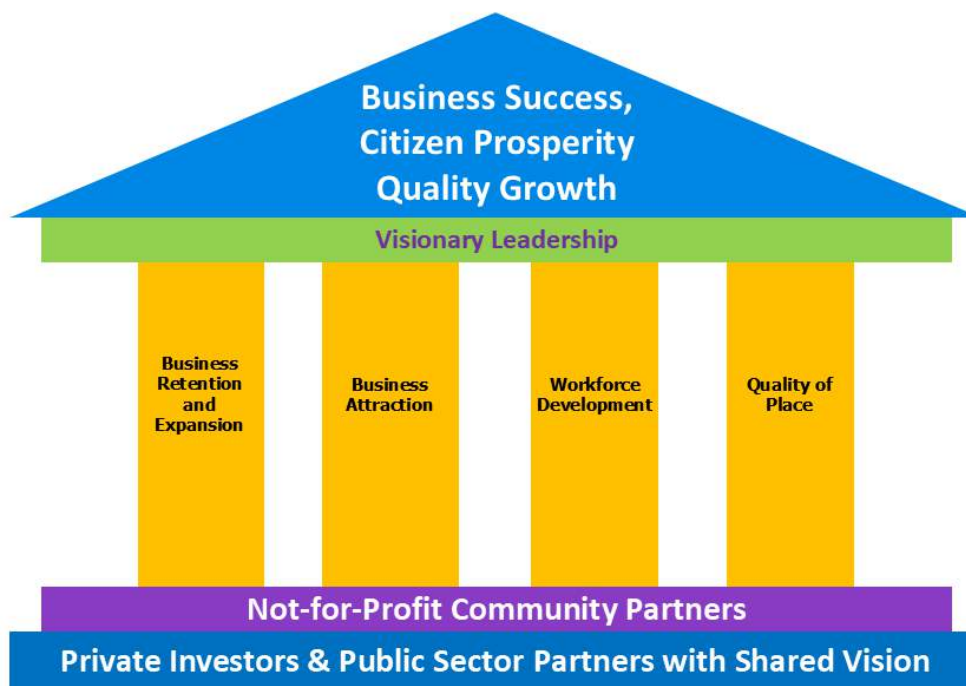 Business Success,
Citizen Prosperity
Quality Growth
Visionary Leadership
Business
Retention
and
Expansion
Business
Attraction
Workforce
Development
Quality of
Place
Not-for-Profit Community Partners
Private Investors & Public Sector Partners with Shared Vision